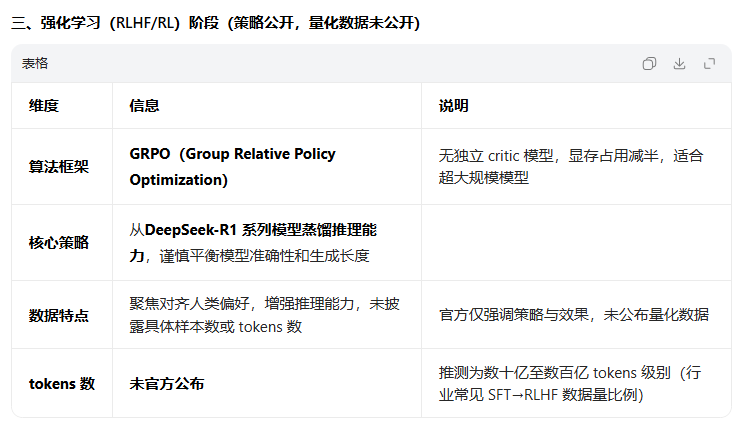 三、强化学习（RLHF/RL）阶段（策略公开，量化数据未公开）
表格
维度
信息
说明
算法框架
GRPO（Group Relative Policy
Optimization）
无独立 critic 模型，显存占用减半，适合
超大规模模型
核心策略
从DeepSeek-R1 系列模型蒸馏推理能
力，谨慎平衡模型准确性和生成长度
数据特点
聚焦对齐人类偏好，增强推理能力，未披
露具体样本数或 tokens 数
官方仅强调策略与效果，未公布量化数据
tokens 数
未官方公布
推测为数十亿至数百亿 tokens 级别（行
业常见 SFT→RLHF 数据量比例）